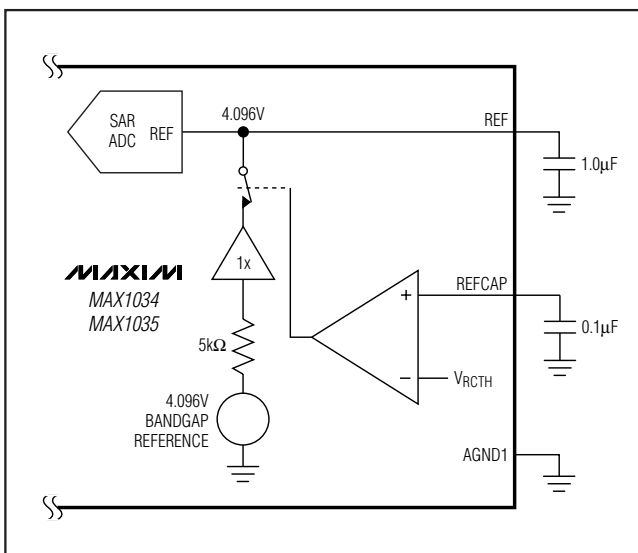 SAR
ADC
REF
4.096V
REF
1.0µF
1x
MAXIM
MAX1034
MAX1035
REFCAP
0.1µF
5kΩ
+
−
VRCTH
4.096V
BANDGAP
REFERENCE
AGND1